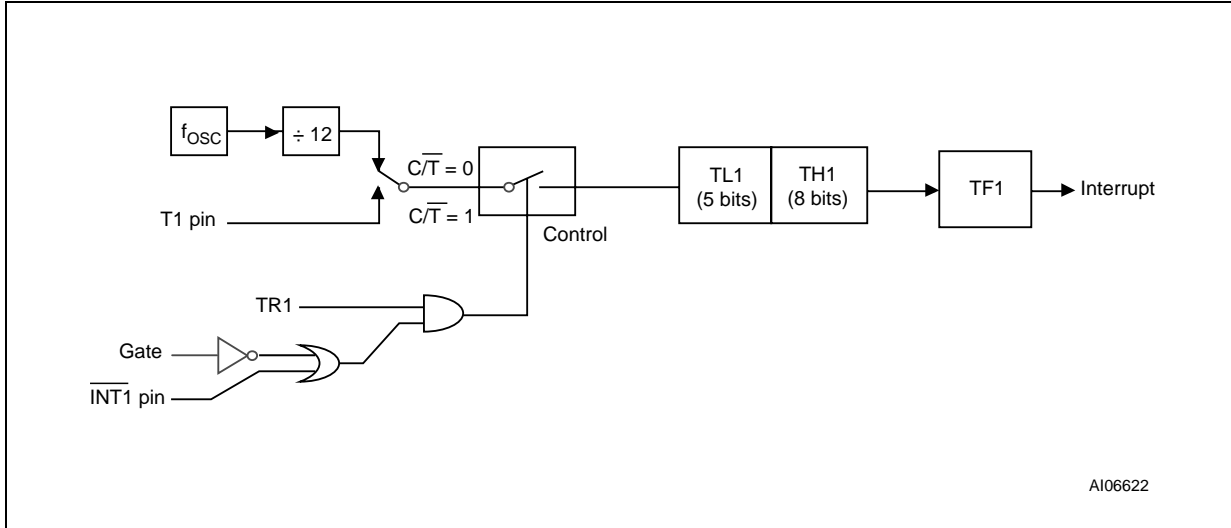 fOSC
÷ 12
C/T̅ = 0
C/T̅ = 1
T1 pin
Control
TL1
(5 bits)
TH1
(8 bits)
TF1
Interrupt
TR1
Gate
I̅N̅T̅1̅ pin
AI06622